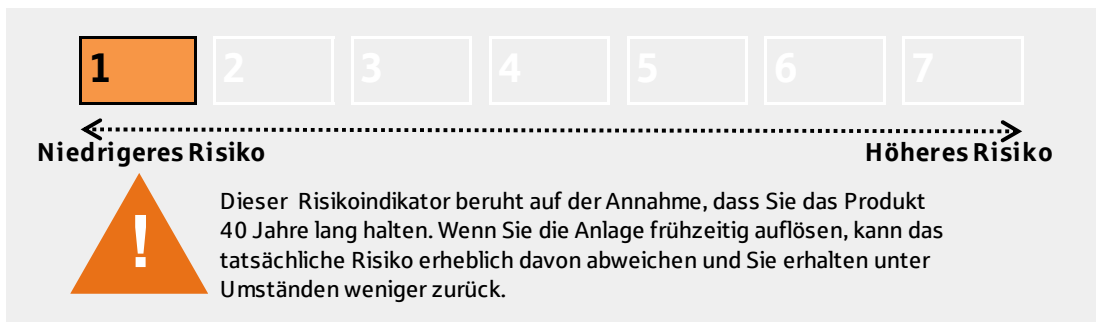 1 2 3 4 5 6 7
Niedrigeres Risiko Höheres Risiko
!
Dieser Risikoindikator beruht auf der Annahme, dass Sie das Produkt
40 Jahre lang halten. Wenn Sie die Anlage frühzeitig auflösen, kann das
tatsächliche Risiko erheblich davon abweichen und Sie erhalten unter
Umständen weniger zurück.